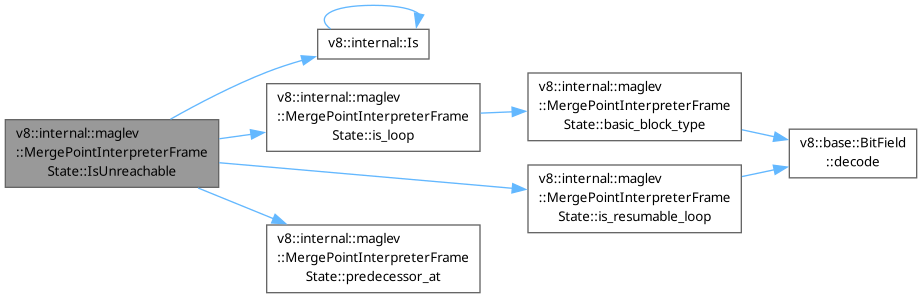 v8::internal::Is
v8::internal::maglev
::MergePointInterpreterFrame
State::IsUnreachable
v8::internal::maglev
::MergePointInterpreterFrame
State::is_loop
v8::internal::maglev
::MergePointInterpreterFrame
State::basic_block_type
v8::base::BitField
::decode
v8::internal::maglev
::MergePointInterpreterFrame
State::is_resumable_loop
v8::internal::maglev
::MergePointInterpreterFrame
State::predecessor_at